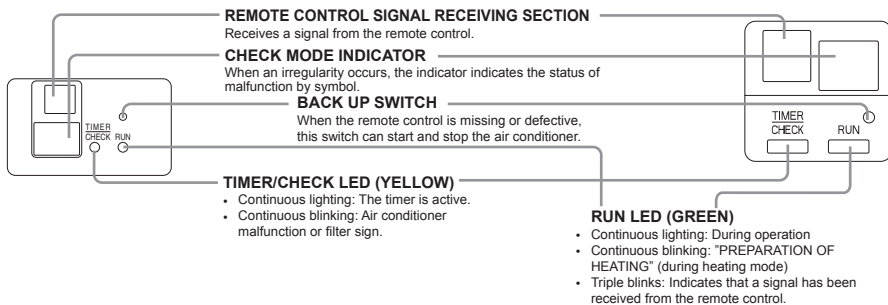 REMOTE CONTROL SIGNAL RECEIVING SECTION
Receives a signal from the remote control.
CHECK MODE INDICATOR
When an irregularity occurs, the indicator indicates the status of
malfunction by symbol.
BACK UP SWITCH
When the remote control is missing or defective,
this switch can start and stop the air conditioner.
TIMER
CHECK RUN
TIMER
CHECK RUN
TIMER/CHECK LED (YELLOW)
• Continuous lighting: The timer is active.
• Continuous blinking: Air conditioner
malfunction or filter sign.
RUN LED (GREEN)
• Continuous lighting: During operation
• Continuous blinking: "PREPARATION OF
HEATING" (during heating mode)
• Triple blinks: Indicates that a signal has been
received from the remote control.